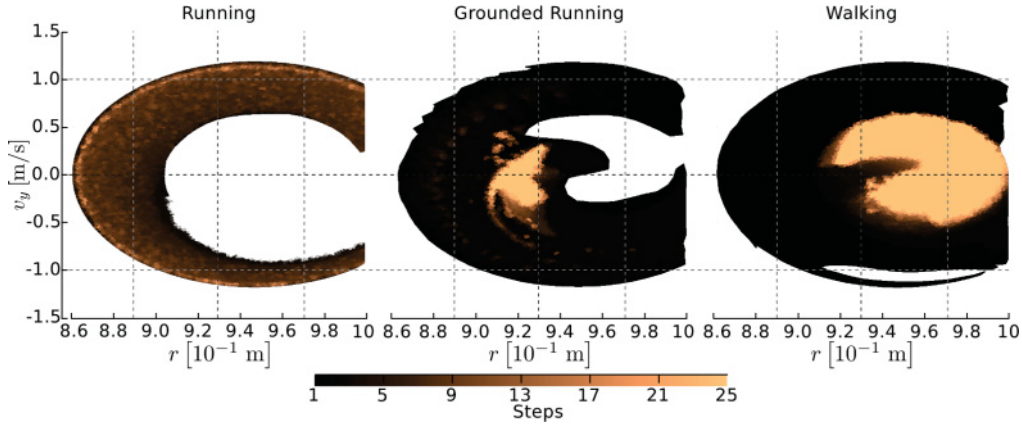 Running Grounded Running Walking
1.5
1.0
0.5
0.0
-0.5
-1.0
-1.5
v_y [m/s]
8.6 8.8 9.0 9.2 9.4 9.6 9.8 10 8.6 8.8 9.0 9.2 9.4 9.6 9.8 10 8.6 8.8 9.0 9.2 9.4 9.6 9.8 10
r [10^{-1} m] r [10^{-1} m] r [10^{-1} m]
1 5 9 13 17 21 25
Steps